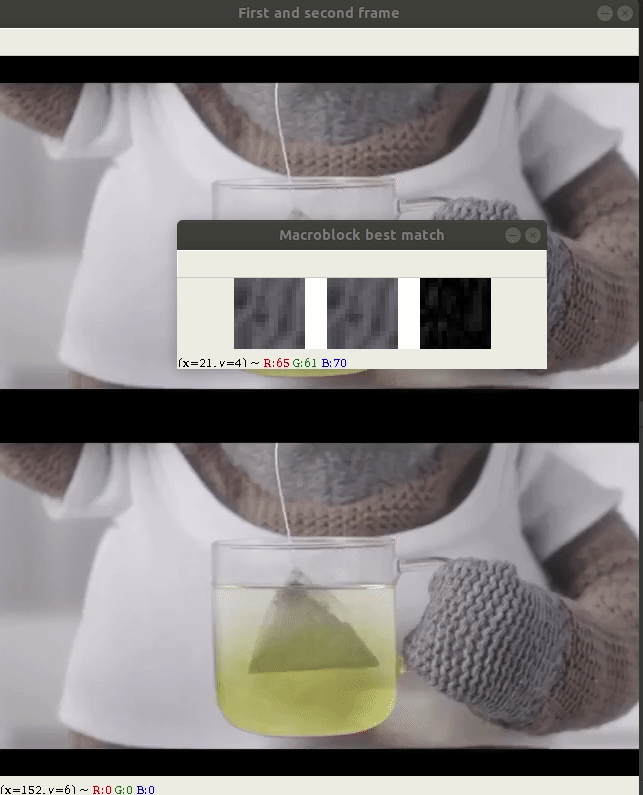 First and second frame
Macroblock best match
(x=21, y=4) ~ R:65 G:61 B:70
(x=152, y=6) ~ R:0 G:0 B:0